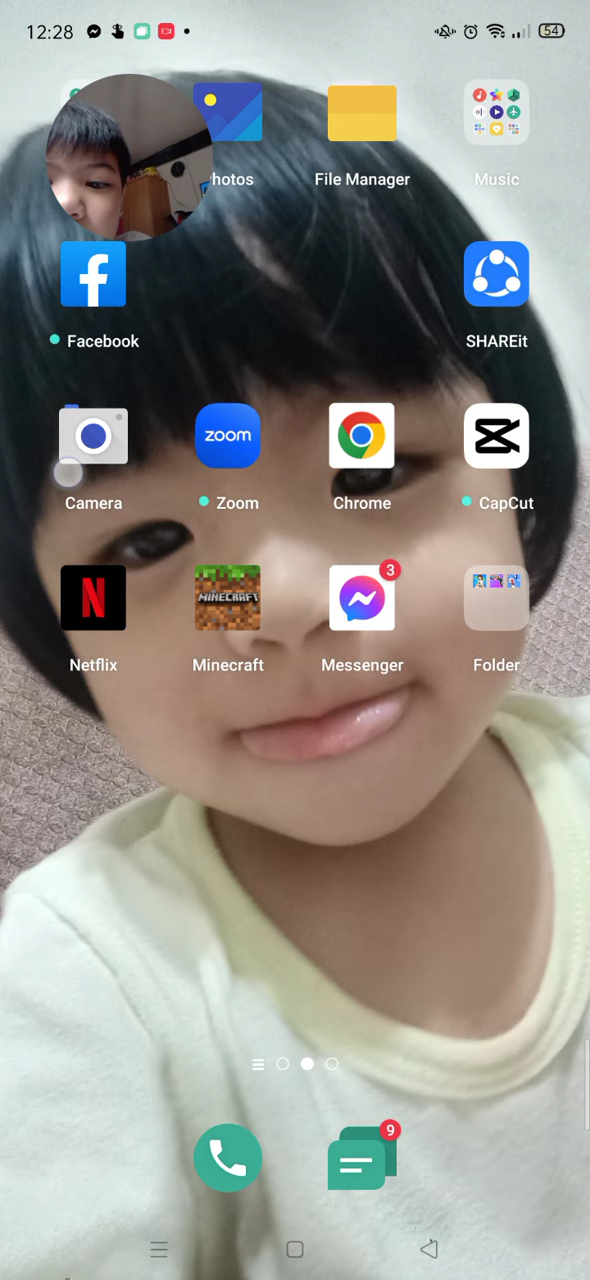 12:28
54
hotos
File Manager
Music
Facebook
SHAREit
zoom
Camera
Zoom
Chrome
CapCut
N
MINECRAFT
3
Netflix
Minecraft
Messenger
Folder
9